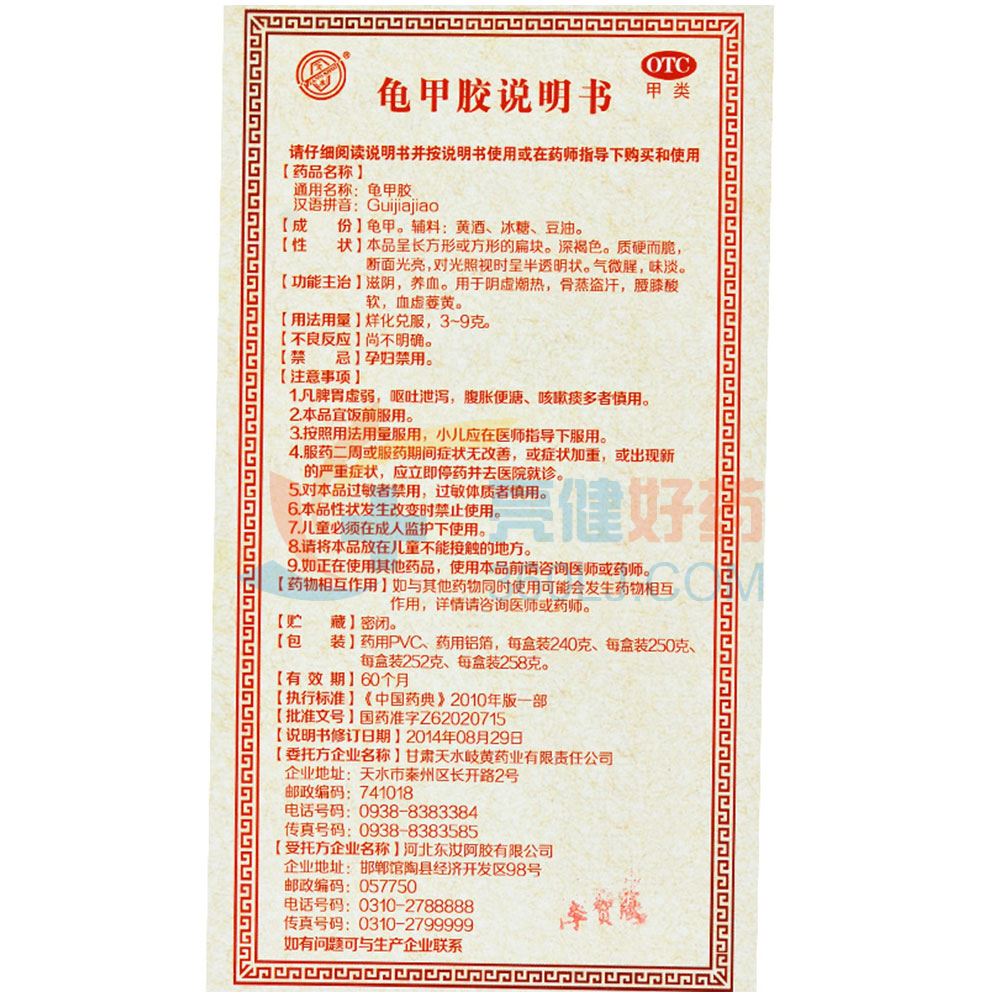 OTC
甲类
龟甲胶说明书
请仔细阅读说明书并按说明书使用或在药师指导下购买和使用
【药品名称】
通用名称：龟甲胶
汉语拼音：Guijiajiao
【成　份】龟甲。辅料：黄酒、冰糖、豆油。
【性　状】本品呈长方形或方形的扁块。深褐色。质硬而脆，
断面光亮，对光照视时呈半透明状。气微腥，味淡。
【功能主治】滋阴，养血。用于阴虚潮热，骨蒸盗汗，腰膝酸
软，血虚萎黄。
【用法用量】烊化兑服，3~9克。
【不良反应】尚不明确。
【禁　忌】孕妇禁用。
【注意事项】
1.凡脾胃虚弱，呕吐泄泻，腹胀便溏、咳嗽痰多者慎用。
2.本品宜饭前服用。
3.按照用法用量服用，小儿应在医师指导下服用。
4.服药二周或服药期间症状无改善，或症状加重，或出现新
的严重症状，应立即停药并去医院就诊。
5.对本品过敏者禁用，过敏体质者慎用。
6.本品性状发生改变时禁止使用。
7.儿童必须在成人监护下使用。
8.请将本品放在儿童不能接触的地方。
9.如正在使用其他药品，使用本品前请咨询医师或药师。
【药物相互作用】如与其他药物同时使用可能会发生药物相互
作用，详情请咨询医师或药师。
【贮　藏】密闭。
【包　装】药用PVC、药用铝箔，每盒装240克、每盒装250克、
每盒装252克、每盒装258克。
【有效期】60个月
【执行标准】《中国药典》2010年版一部
【批准文号】国药准字Z62020715
【说明书修订日期】2014年08月29日
【委托方企业名称】甘肃天水岐黄药业有限责任公司
企业地址：天水市秦州区长开路2号
邮政编码：741018
电话号码：0938-8383384
传真号码：0938-8383585
【受托方企业名称】河北东汝阿胶有限公司
企业地址：邯郸馆陶县经济开发区98号
邮政编码：057750
电话号码：0310-2788888
传真号码：0310-2799999
如有问题可与生产企业联系
亮健好药